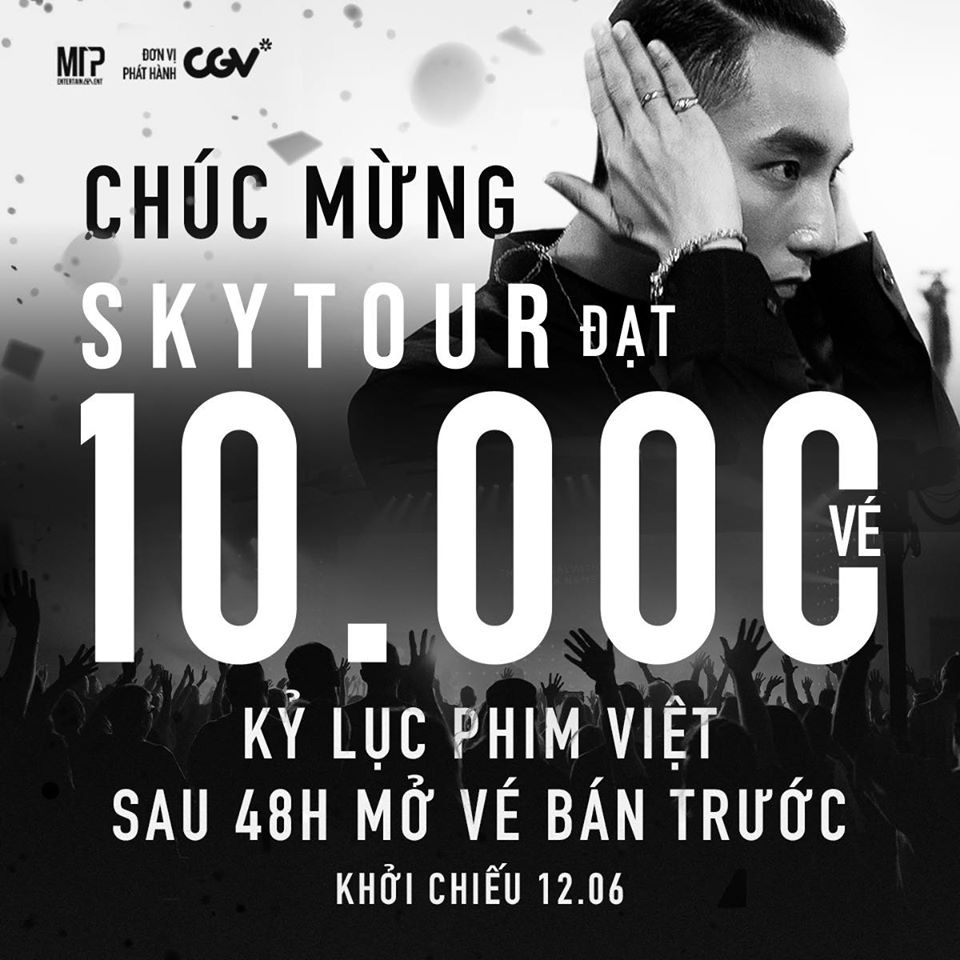 MTP
ENTERTAINMENT
ĐƠN VỊ
PHÁT HÀNH
CGV*
CHÚC MỪNG
SKYTOUR ĐẠT
10.000
VÉ
KỶ LỤC PHIM VIỆT
SAU 48H MỞ VÉ BÁN TRƯỚC
KHỞI CHIẾU 12.06